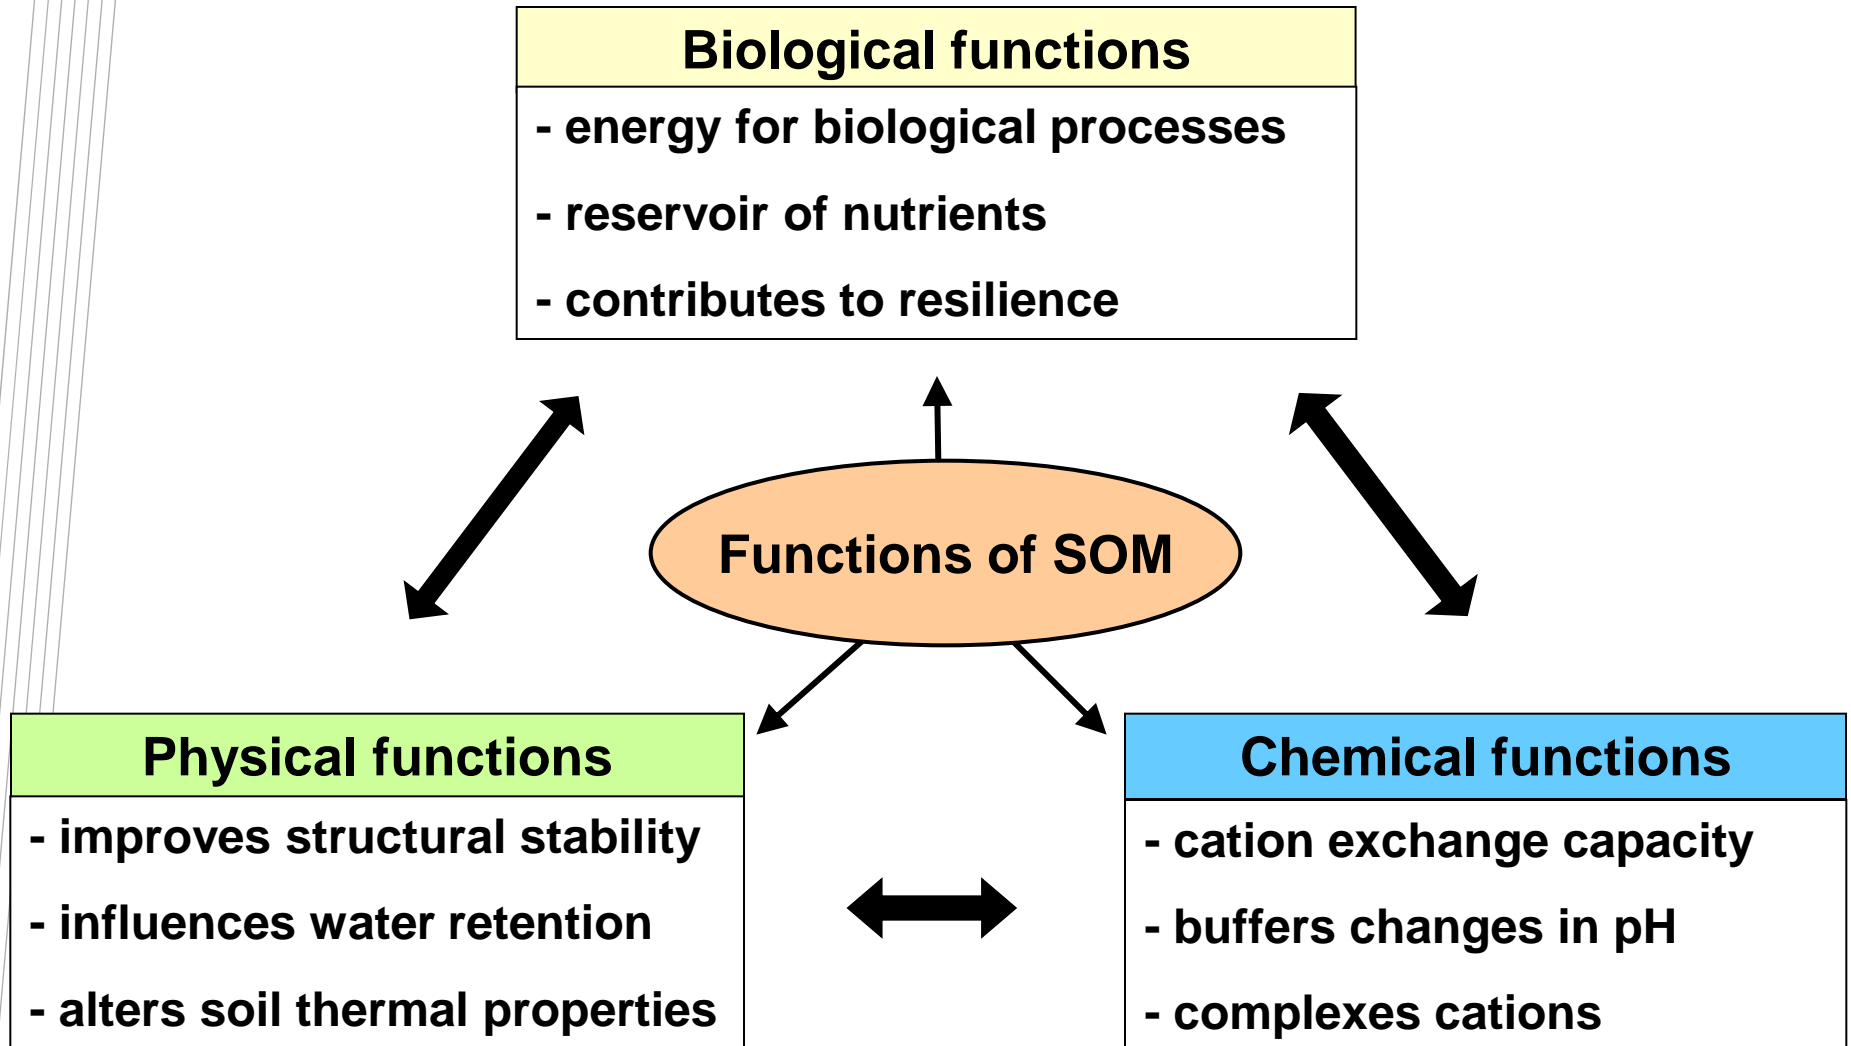 Biological functions
- energy for biological processes
- reservoir of nutrients
- contributes to resilience
Functions of SOM
Physical functions
- improves structural stability
- influences water retention
- alters soil thermal properties
Chemical functions
- cation exchange capacity
- buffers changes in pH
- complexes cations